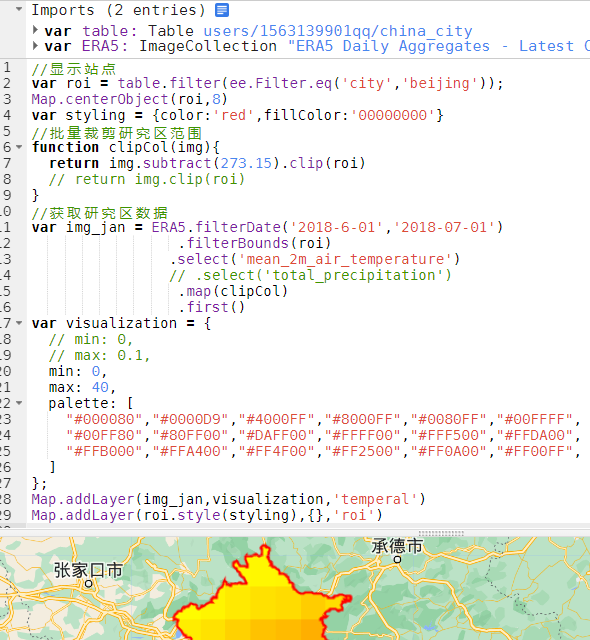 Imports (2 entries)
var table: Table users/1563139901qq/china_city
var ERA5: ImageCollection "ERA5 Daily Aggregates - Latest C
1 //显示站点
2 var roi = table.filter(ee.Filter.eq('city','beijing'));
3 Map.centerObject(roi,8)
4 var styling = {color:'red',fillColor:'00000000'}
5 //批量裁剪研究区范围
6 function clipCol(img){
7 return img.subtract(273.15).clip(roi)
8 // return img.clip(roi)
9 }
10 //获取研究区数据
11 var img_jan = ERA5.filterDate('2018-6-01','2018-07-01')
12 .filterBounds(roi)
13 .select('mean_2m_air_temperature')
14 // .select('total_precipitation')
15 .map(clipCol)
16 .first()
17 var visualization = {
18 // min: 0,
19 // max: 0.1,
20 min: 0,
21 max: 40,
22 palette: [
23 "#000080","#0000D9","#4000FF","#8000FF","#0080FF","#00FFFF",
24 "#00FF80","#80FF00","#DAFF00","#FFFF00","#FFF500","#FFDA00",
25 "#FFB000","#FFA400","#FF4F00","#FF2500","#FF0A00","#FF00FF",
26 ]
27 };
28 Map.addLayer(img_jan,visualization,'temperal')
29 Map.addLayer(roi.style(styling),{},'roi')
承德市
张家口市